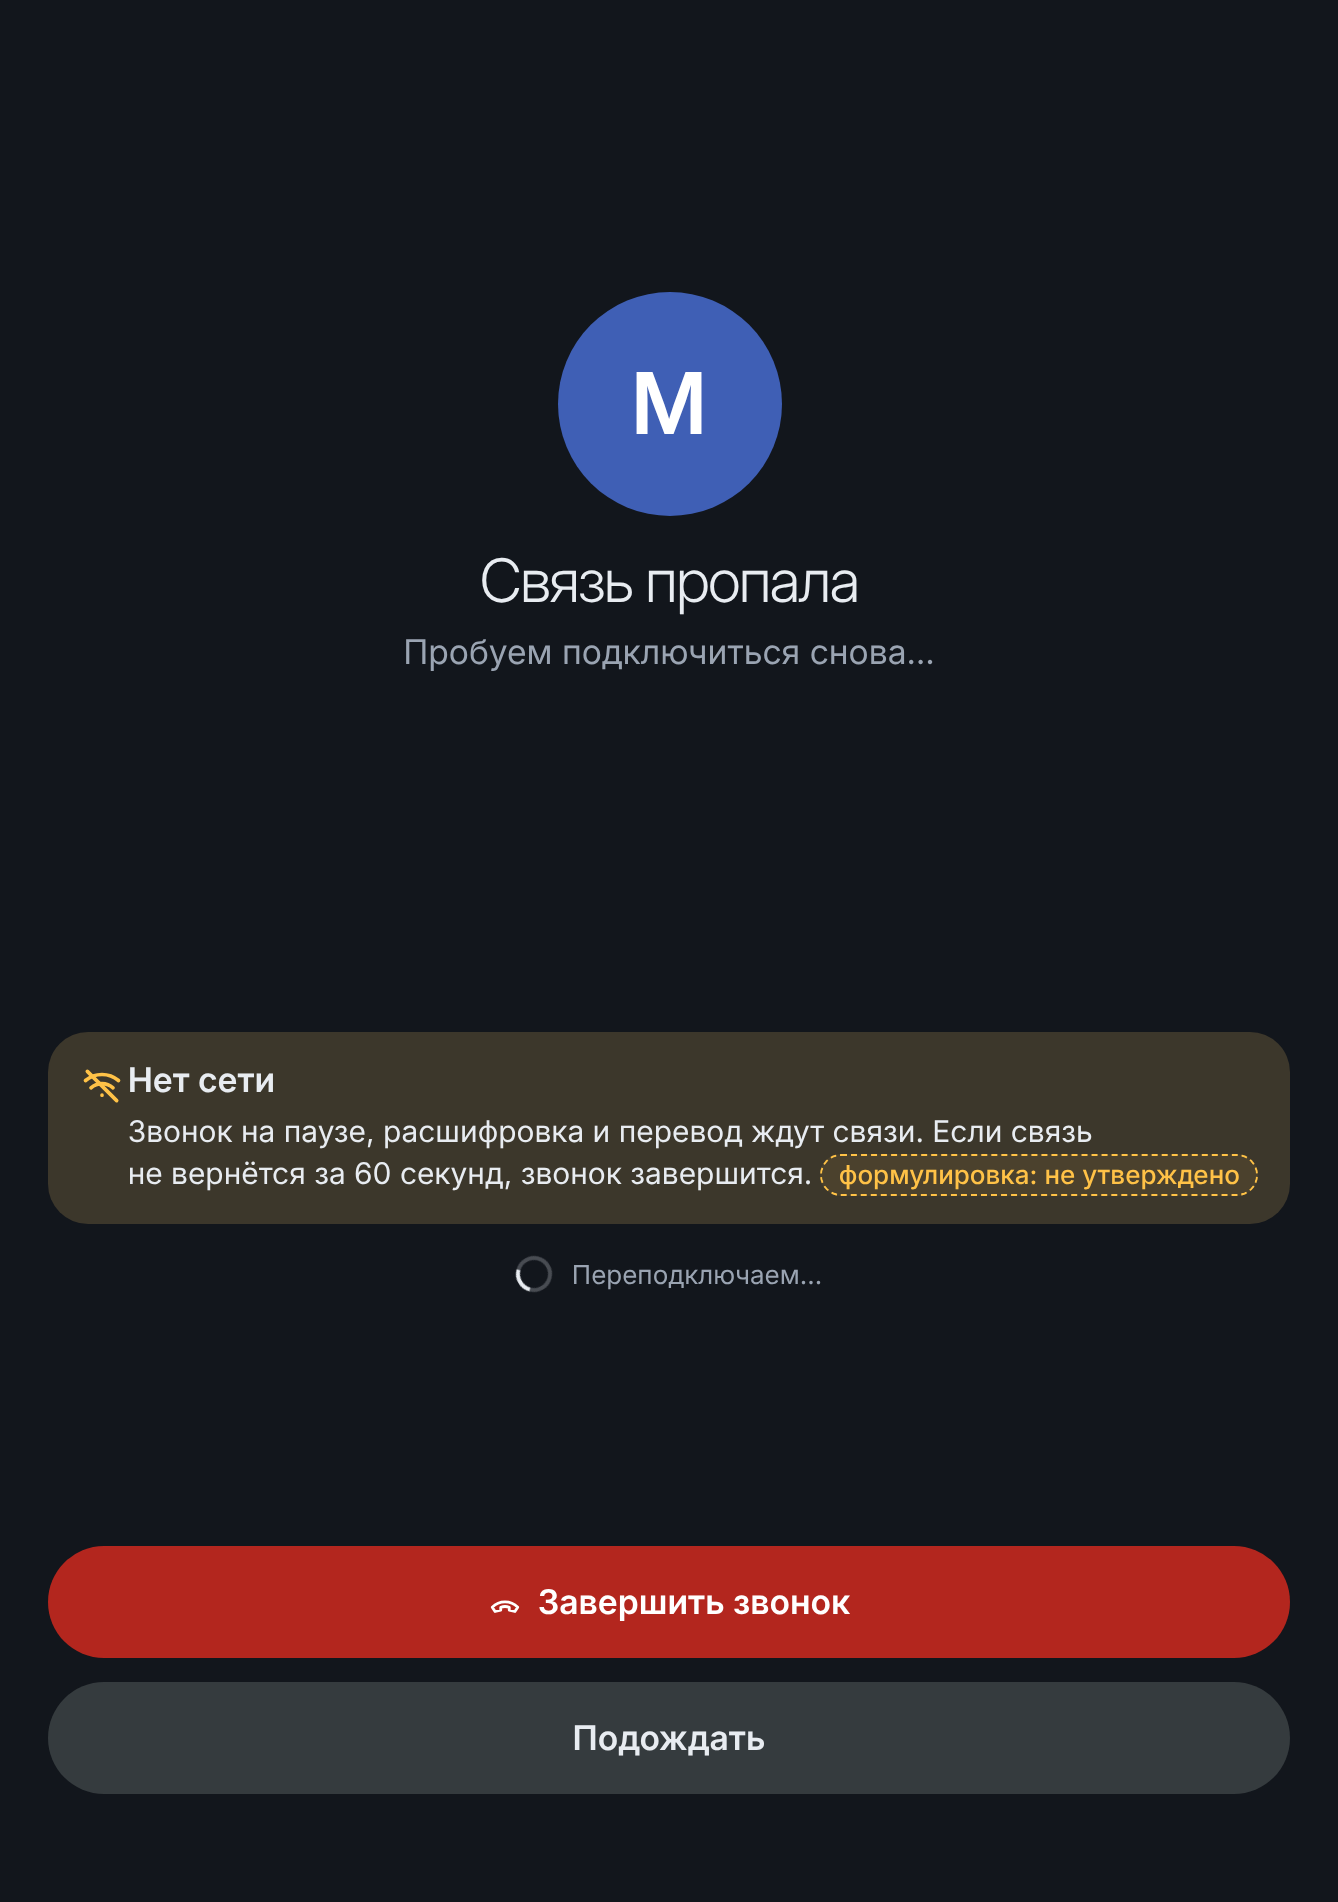 М
Связь пропала
Пробуем подключиться снова...
Нет сети
Звонок на паузе, расшифровка и перевод ждут связи. Если связь
не вернётся за 60 секунд, звонок завершится. формулировка: не утверждено
Переподключаем...
Завершить звонок
Подождать